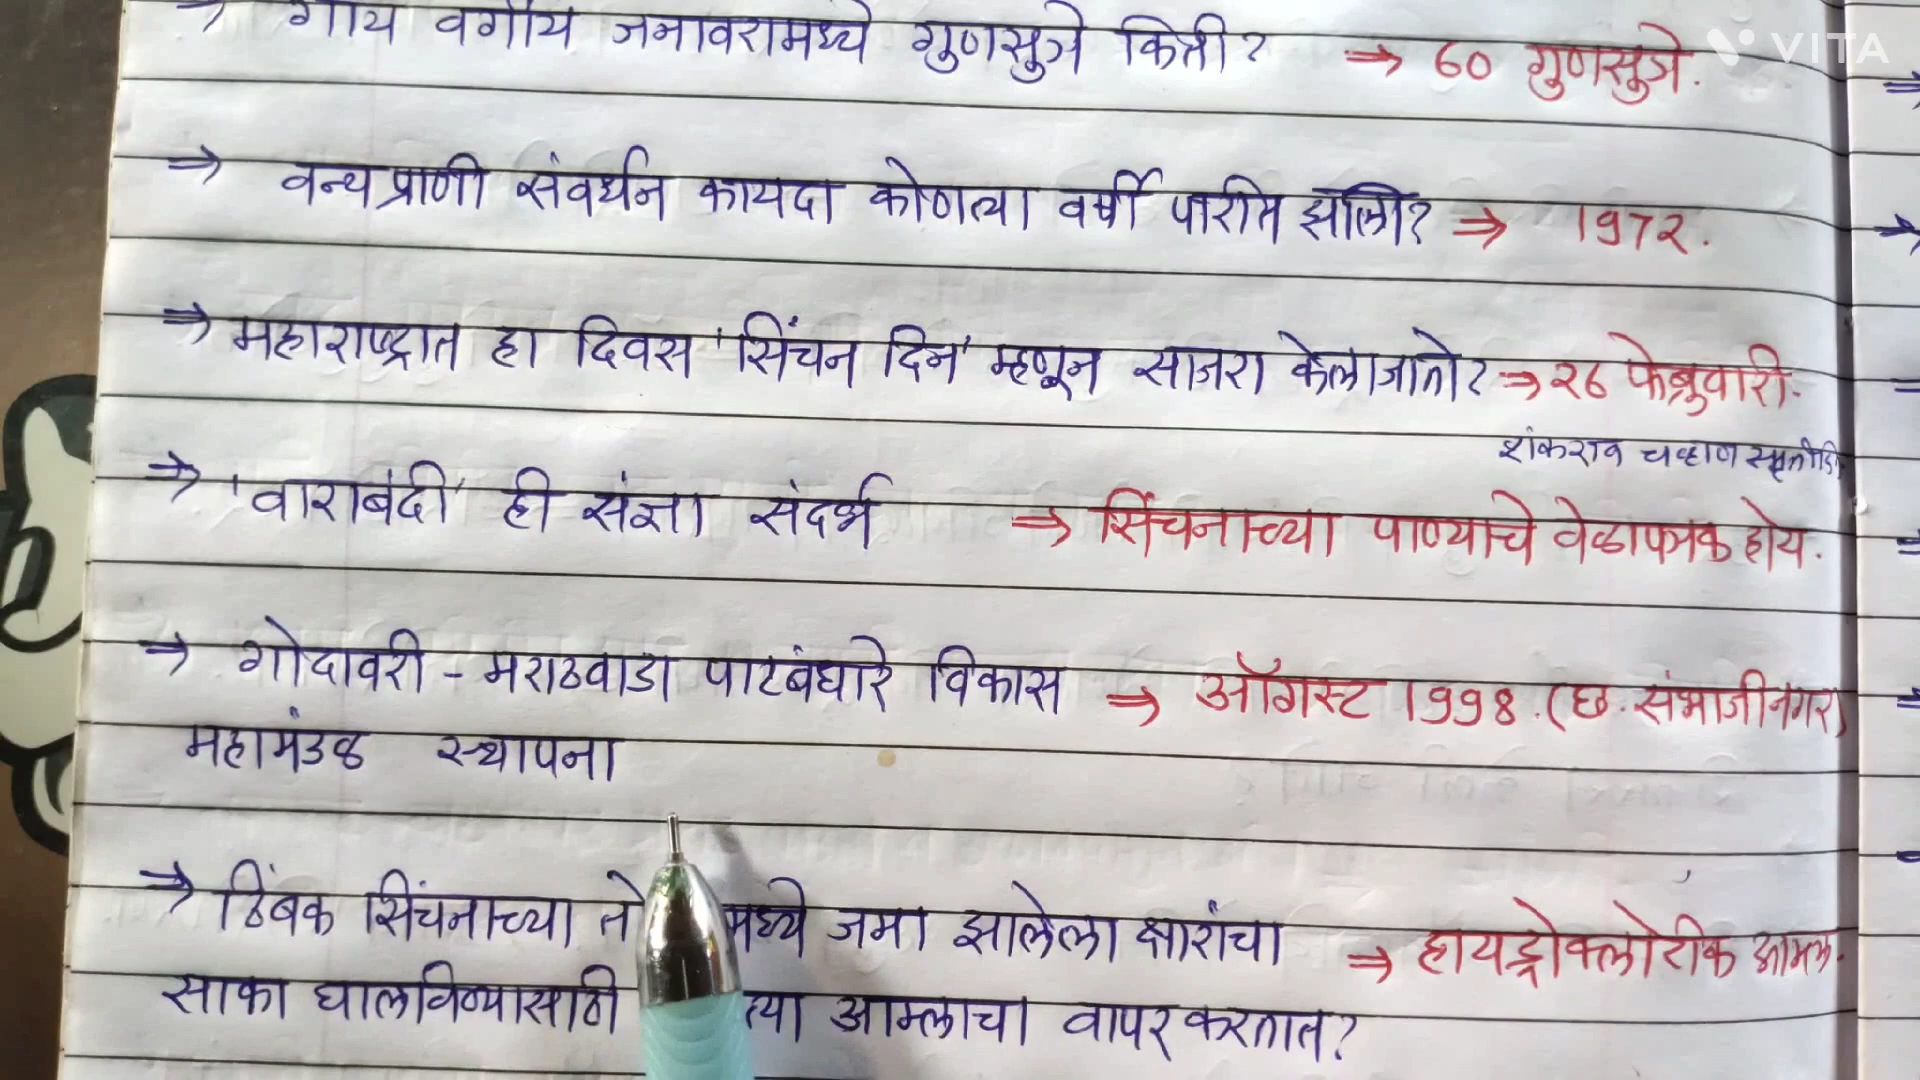 ⇒ गाय वर्गीय जनावरामध्ये गुणसुत्रे किती? ⇒ 60 गुणसुत्रे.
VITA
⇒ वन्यप्राणी संवर्धन कायदा कोणत्या वर्षी पारीत झाला? ⇒ 1972.
⇒ महाराष्ट्रात हा दिवस 'सिंचन दिन' म्हणून साजरा केला जातो? ⇒ २६ फेब्रुवारी.
शंकरराव चव्हाण
⇒ 'वाराबंदी' ही संज्ञा संदर्भ ⇒ सिंचनाच्या पाण्याचे वेळापत्रक होय.
⇒ गोदावरी - मराठवाडा पाटबंधारे विकास ⇒ ऑगस्ट 1998. (छ. संभाजीनगर)
महामंडळ स्थापना
⇒ ठिंबक सिंचनाच्या मध्ये जमा झालेला क्षारांचा ⇒ हायड्रोक्लोरीक आम्ल.
साका घालविण्यासाठी त्या आम्लाचा वापर करतात?